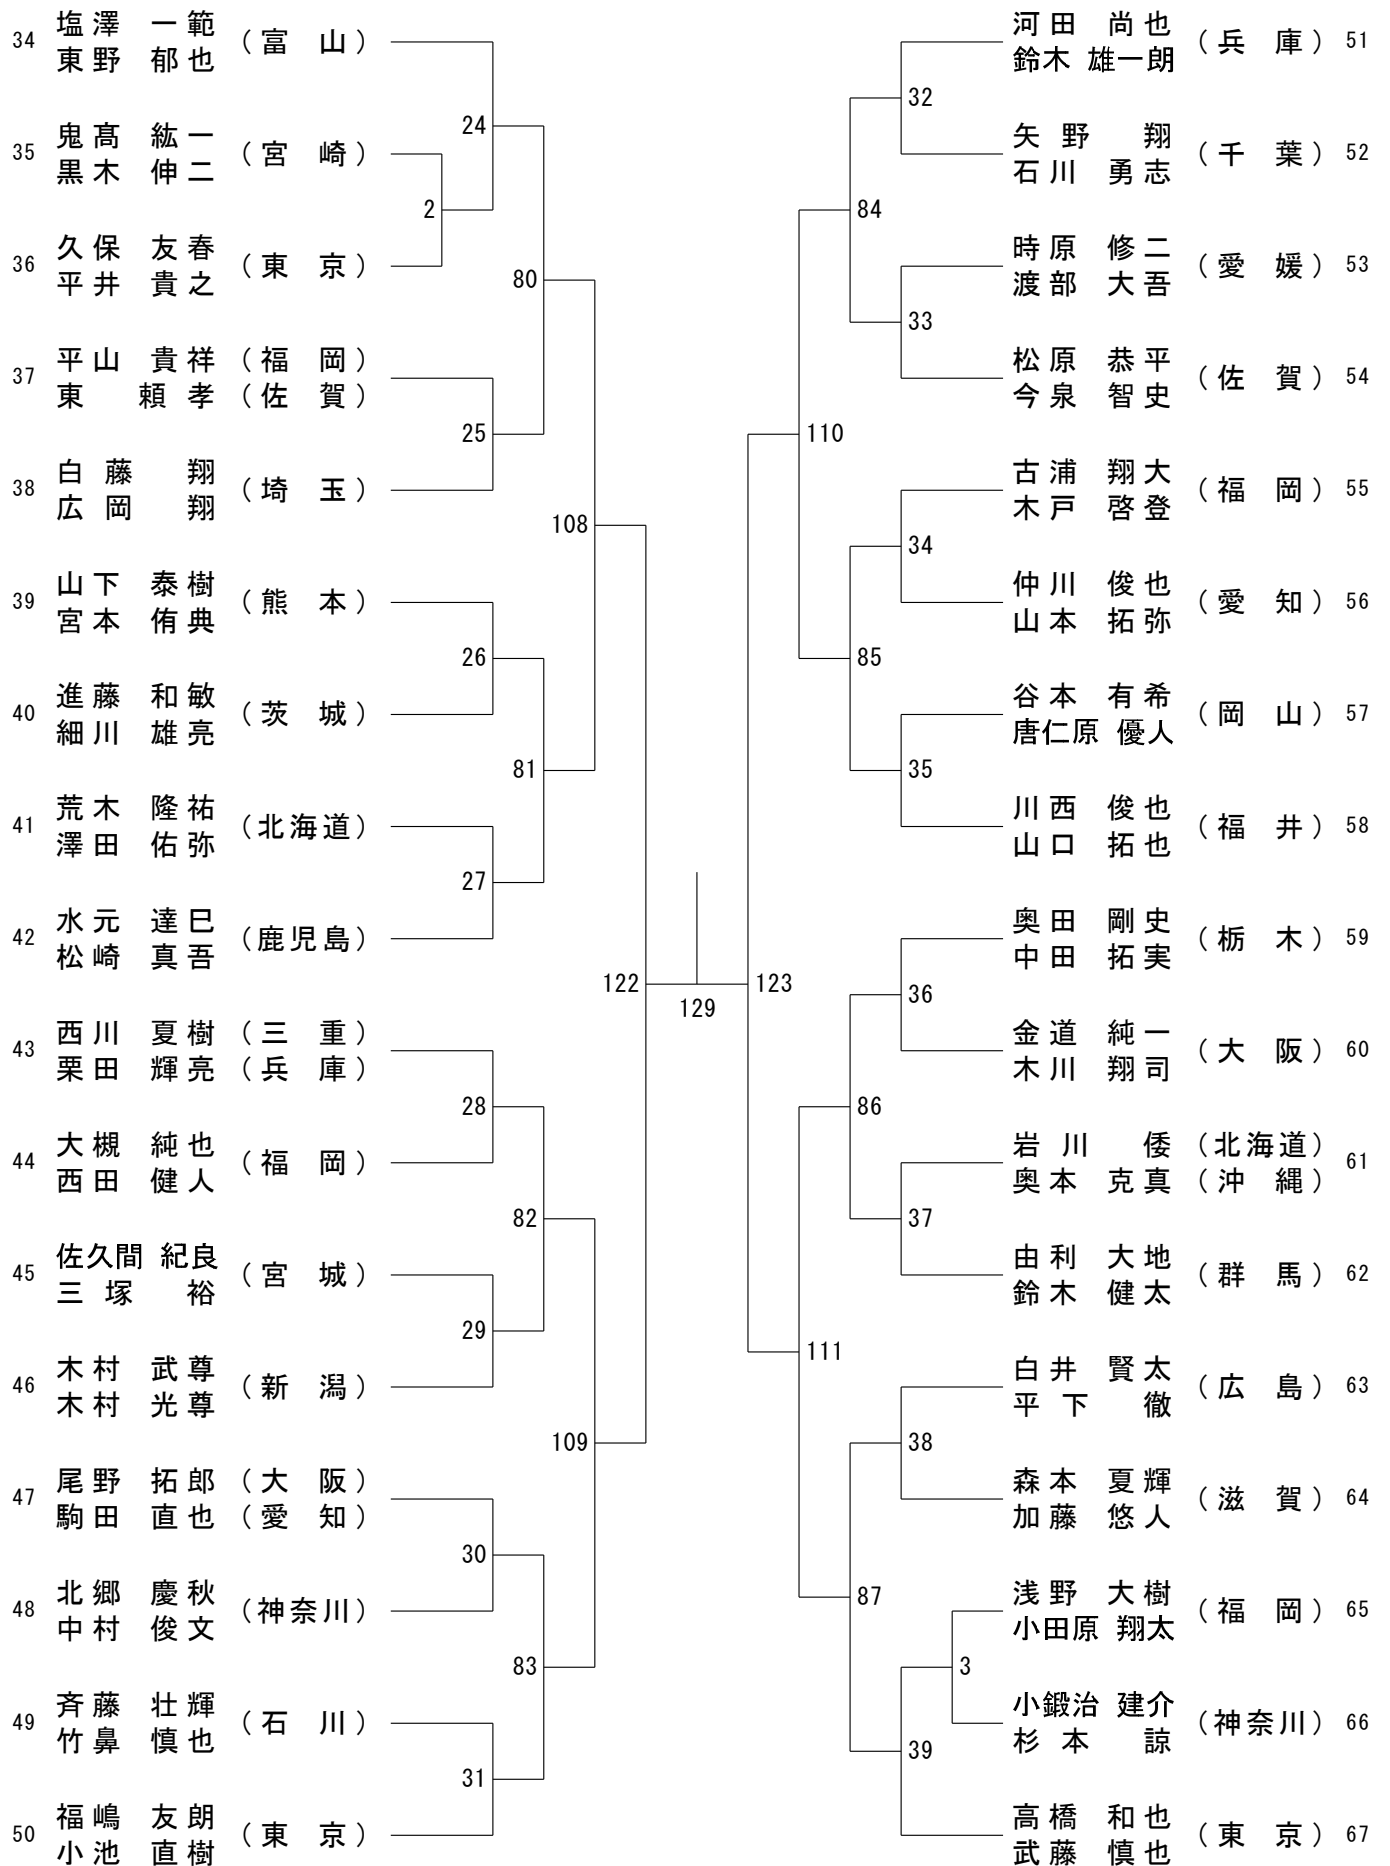 34 塩澤 一範 (富山)
東野 郁也
24
35 鬼髙 紘一 (宮崎)
黒木 伸二
2
36 久保 友春 (東京)
平井 貴之
80
37 平山 貴祥 (福岡)
東 頼孝 (佐賀)
25
38 白藤 翔 (埼玉)
広岡 翔
108
39 山下 泰樹 (熊本)
宮本 侑典
26
40 進藤 和敏 (茨城)
細川 雄亮
81
41 荒木 隆祐 (北海道)
澤田 佑弥
27
42 水元 達巳 (鹿児島)
松崎 真吾
122
129
43 西川 夏樹 (三重)
栗田 輝亮 (兵庫)
28
44 大槻 純也 (福岡)
西田 健人
82
45 佐久間 紀良 (宮城)
三塚 裕
29
46 木村 武尊 (新潟)
木村 光尊
109
47 尾野 拓郎 (大阪)
駒田 直也 (愛知)
30
48 北郷 慶秋 (神奈川)
中村 俊文
83
49 斉藤 壮輝 (石川)
竹鼻 慎也
31
50 福嶋 友朗 (東京)
小池 直樹
河田 尚也 (兵庫) 51
鈴木 雄一朗
32
矢野 翔 (千葉) 52
石川 勇志
84
時原 修二 (愛媛) 53
渡部 大吾
33
松原 恭平 (佐賀) 54
今泉 智史
110
古浦 翔大 (福岡) 55
木戸 啓登
34
仲川 俊也 (愛知) 56
山本 拓弥
85
谷本 有希 (岡山) 57
唐仁原 優人
35
川西 俊也 (福井) 58
山口 拓也
123
奥田 剛史 (栃木) 59
中田 拓実
36
金道 純一 (大阪) 60
木川 翔司
86
岩川 倭 (北海道) 61
奥本 克真 (沖縄)
37
由利 大地 (群馬) 62
鈴木 健太
111
白井 賢太 (広島) 63
平下 徹
38
森本 夏輝 (滋賀) 64
加藤 悠人
87
浅野 大樹 (福岡) 65
小田原 翔太
3
小鍛治 建介 (神奈川) 66
杉本 諒
39
高橋 和也 (東京) 67
武藤 慎也